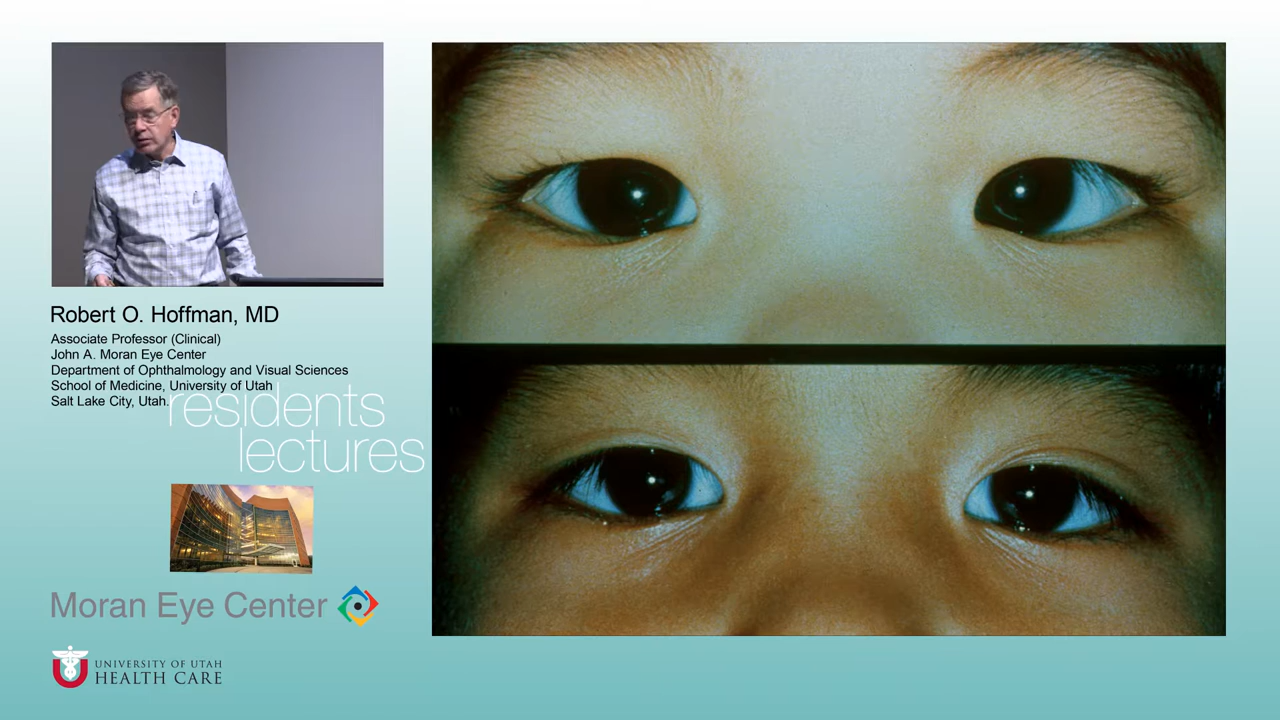 Robert O. Hoffman, MD
Associate Professor (Clinical)
John A. Moran Eye Center
Department of Ophthalmology and Visual Sciences
School of Medicine, University of Utah
Salt Lake City, Utah.
residents
lectures
Moran Eye Center
UNIVERSITY OF UTAH
HEALTH CARE